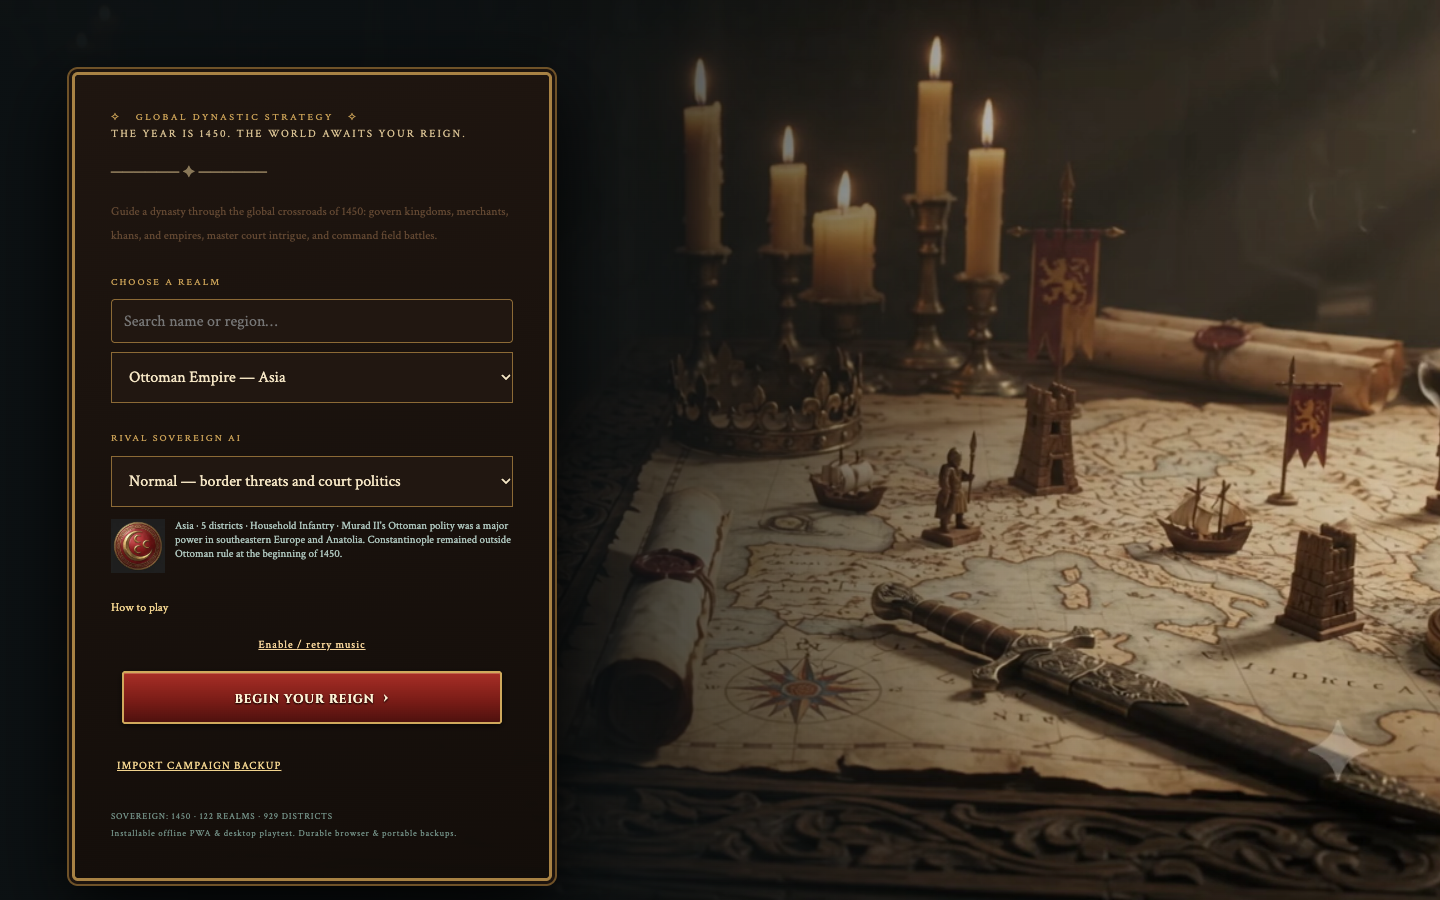 ✧ GLOBAL DYNASTIC STRATEGY ✧
THE YEAR IS 1450. THE WORLD AWAITS YOUR REIGN.
Guide a dynasty through the global crossroads of 1450: govern kingdoms, merchants,
khans, and empires, master court intrigue, and command field battles.
CHOOSE A REALM
Search name or region…
Ottoman Empire — Asia
RIVAL SOVEREIGN AI
Normal — border threats and court politics
Asia · 5 districts · Household Infantry · Murad II's Ottoman polity was a major
power in southeastern Europe and Anatolia. Constantinople remained outside
Ottoman rule at the beginning of 1450.
How to play
Enable / retry music
BEGIN YOUR REIGN ›
IMPORT CAMPAIGN BACKUP
SOVEREIGN: 1450 · 122 REALMS · 929 DISTRICTS
Installable offline PWA & desktop playtest. Durable browser & portable backups.